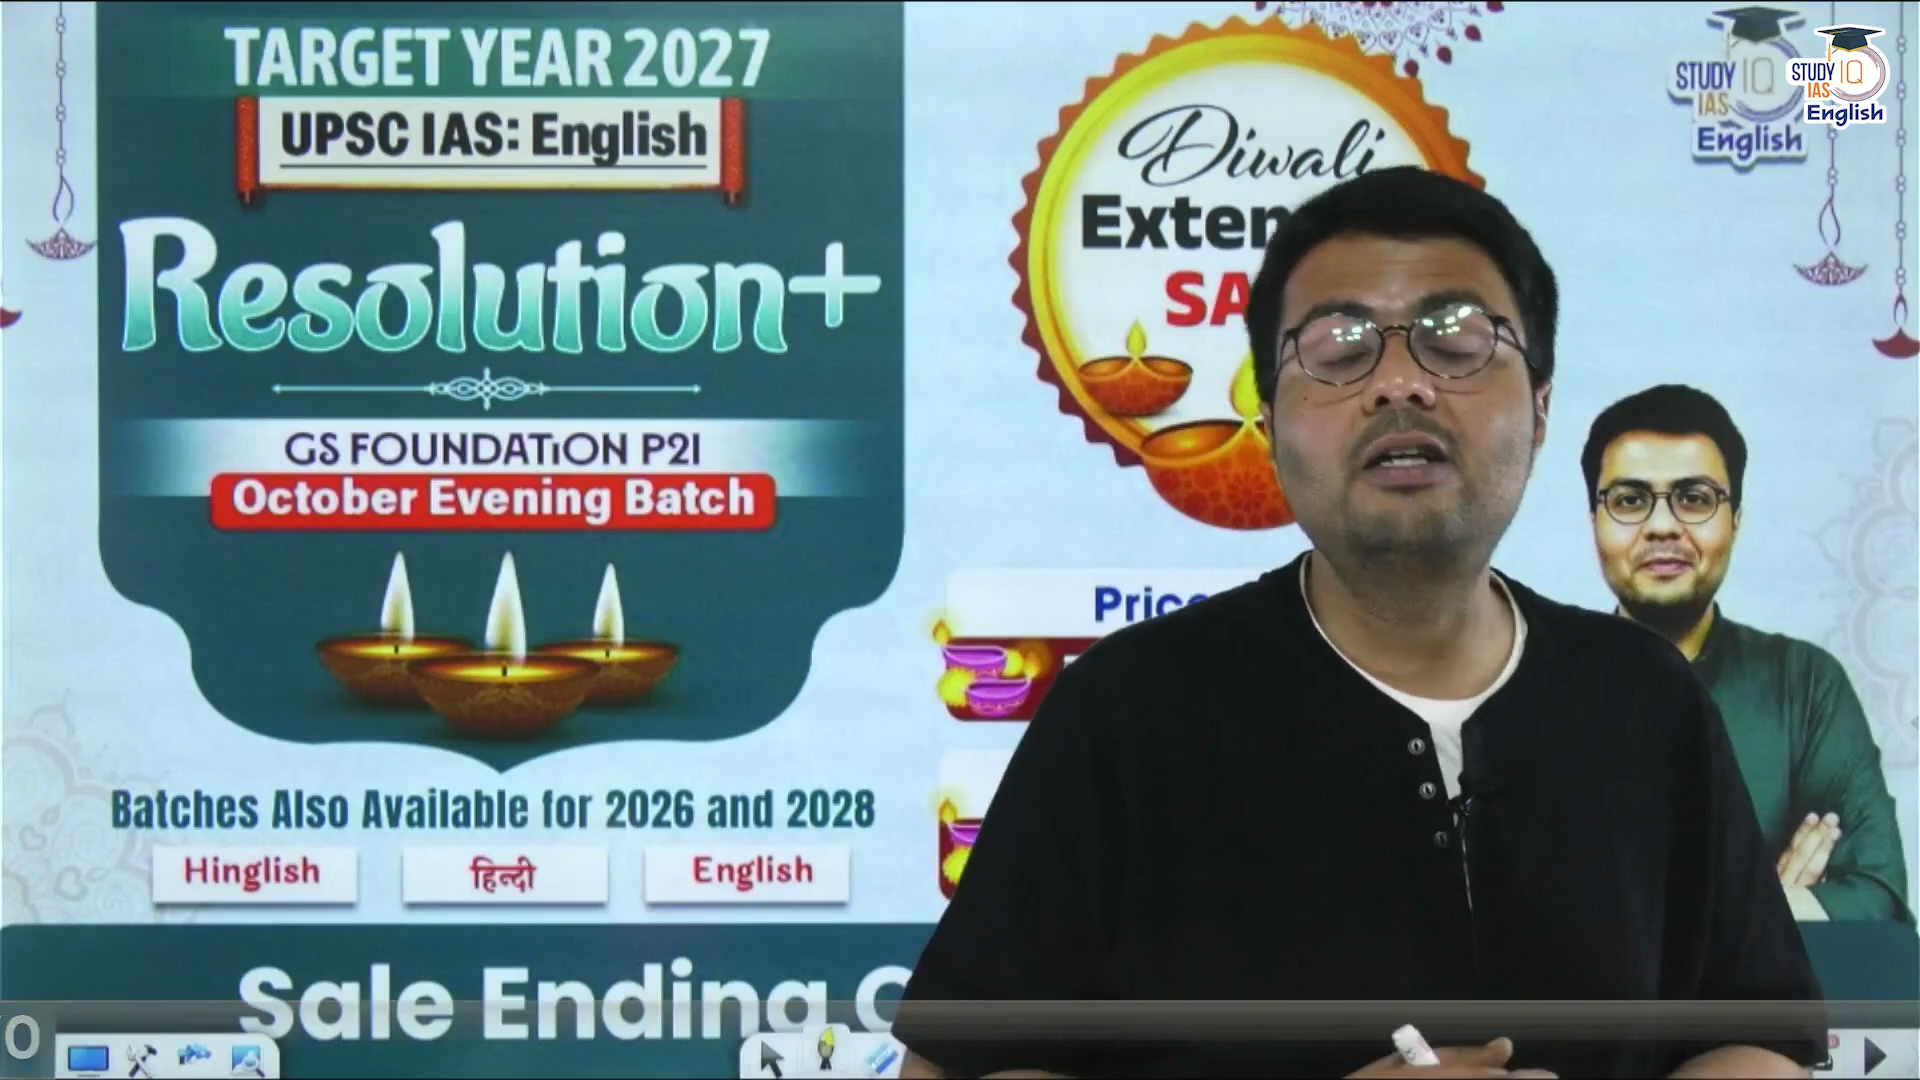 TARGET YEAR 2027
UPSC IAS: English
Resolution+
GS FOUNDATION P2I
October Evening Batch
Batches Also Available for 2026 and 2028
Hinglish
हिन्दी
English
Sale Ending
Diwali
STUDY IQ
IAS
English
STUDY IQ
IAS
English
0